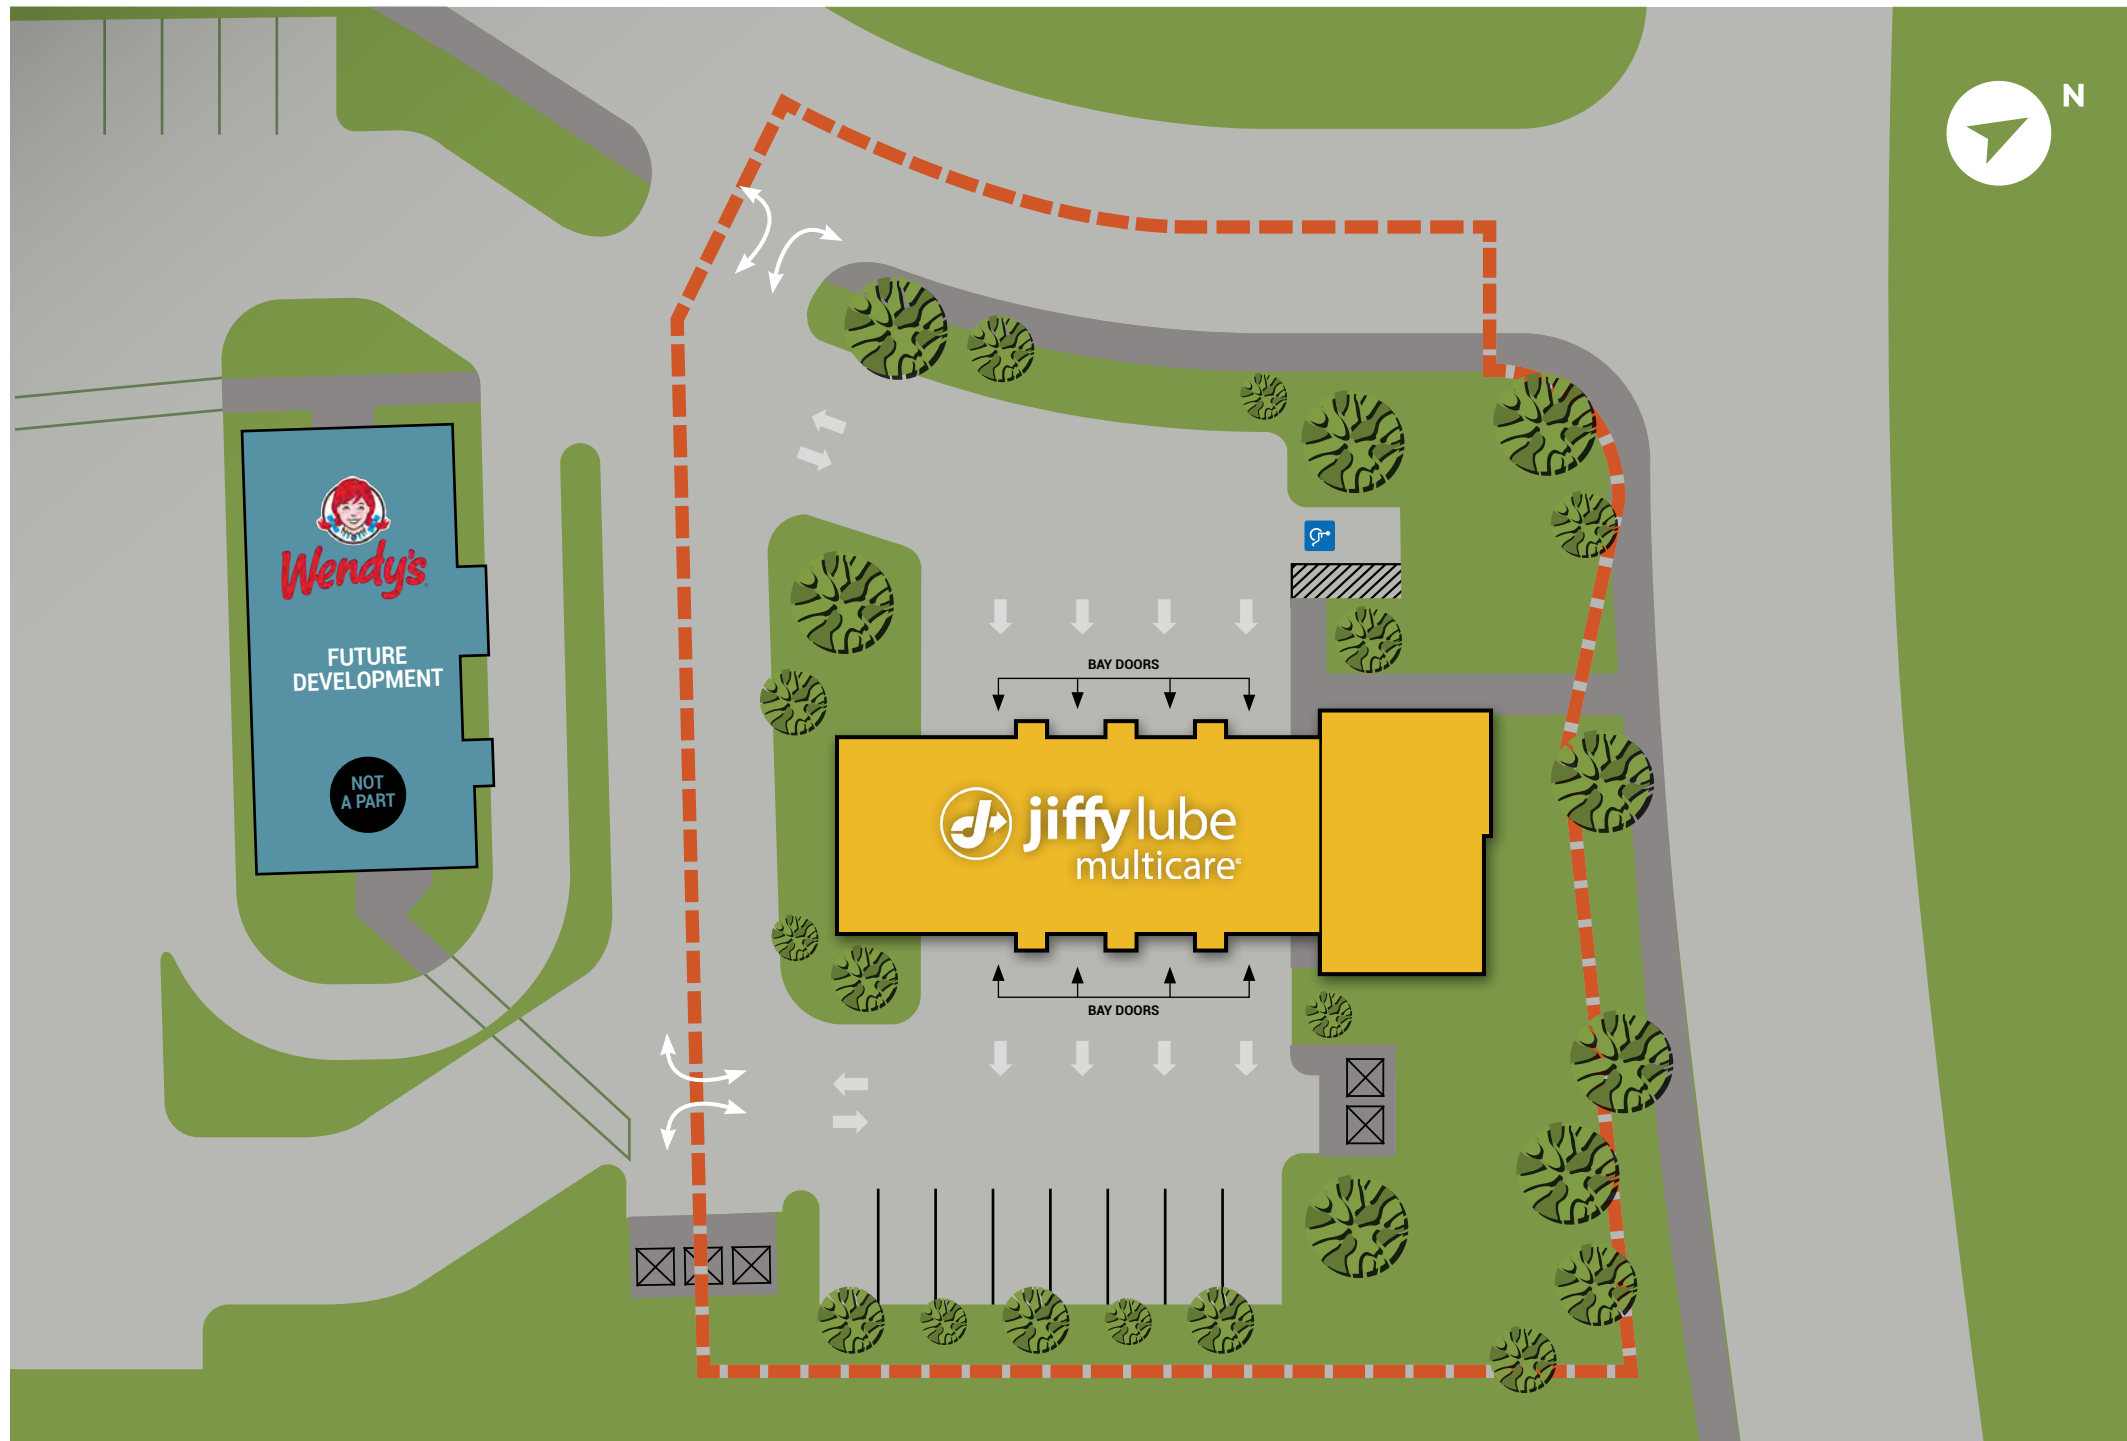 N
Wendy's
FUTURE
DEVELOPMENT
NOT
A PART
BAY DOORS
jiffy lube
multicare
BAY DOORS